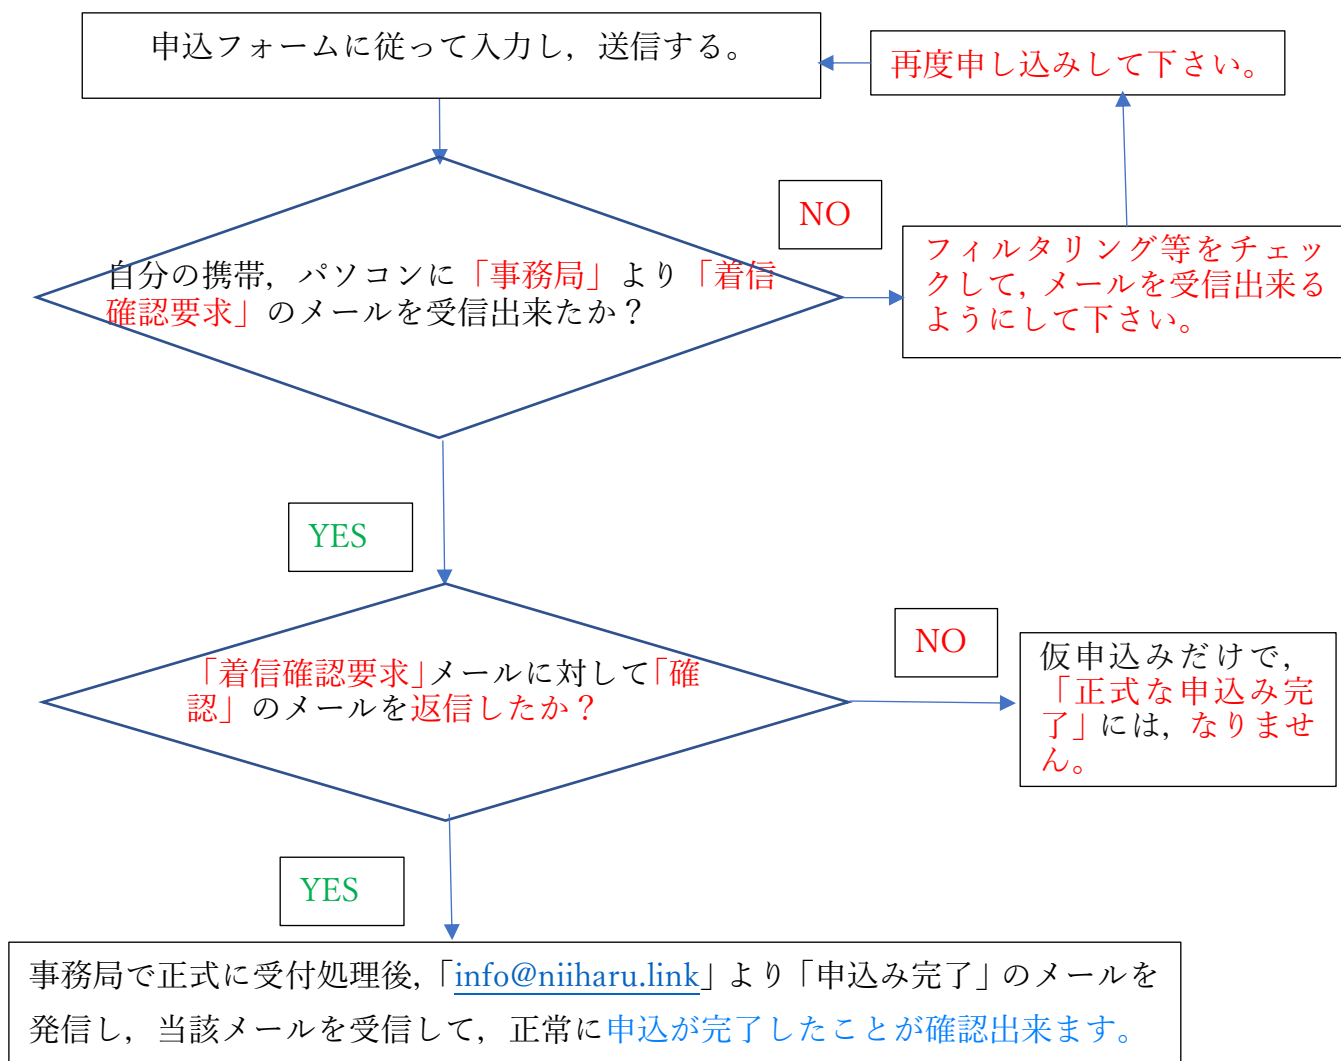 申込フォームに従って入力し，送信する。
再度申し込みして下さい。
NO
自分の携帯，パソコンに「事務局」より「着信
確認要求」のメールを受信出来たか？
フィルタリング等をチェッ
クして，メールを受信出来る
ようにして下さい。
YES
「着信確認要求」メールに対して「確
認」のメールを返信したか？
NO
仮申込みだけで，
「正式な申込み完
了」には，なりませ
ん。
YES
事務局で正式に受付処理後，「info@niiharu.link」より「申込み完了」のメールを
発信し，当該メールを受信して，正常に申込が完了したことが確認出来ます。